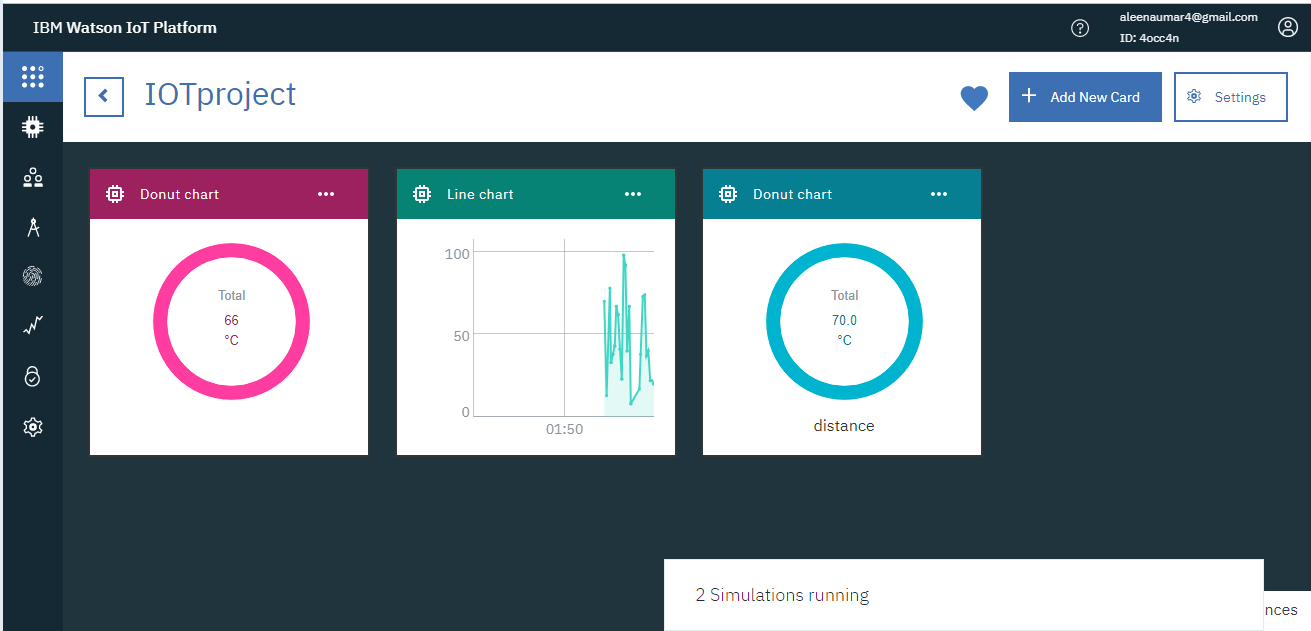 IBM Watson IoT Platform
aleenaumar4@gmail.com
ID: 4occ4n
IOTproject
Add New Card
Settings
Donut chart
Total
66
°C
Line chart
100
50
0
01:50
Donut chart
Total
70.0
°C
distance
2 Simulations running
nces